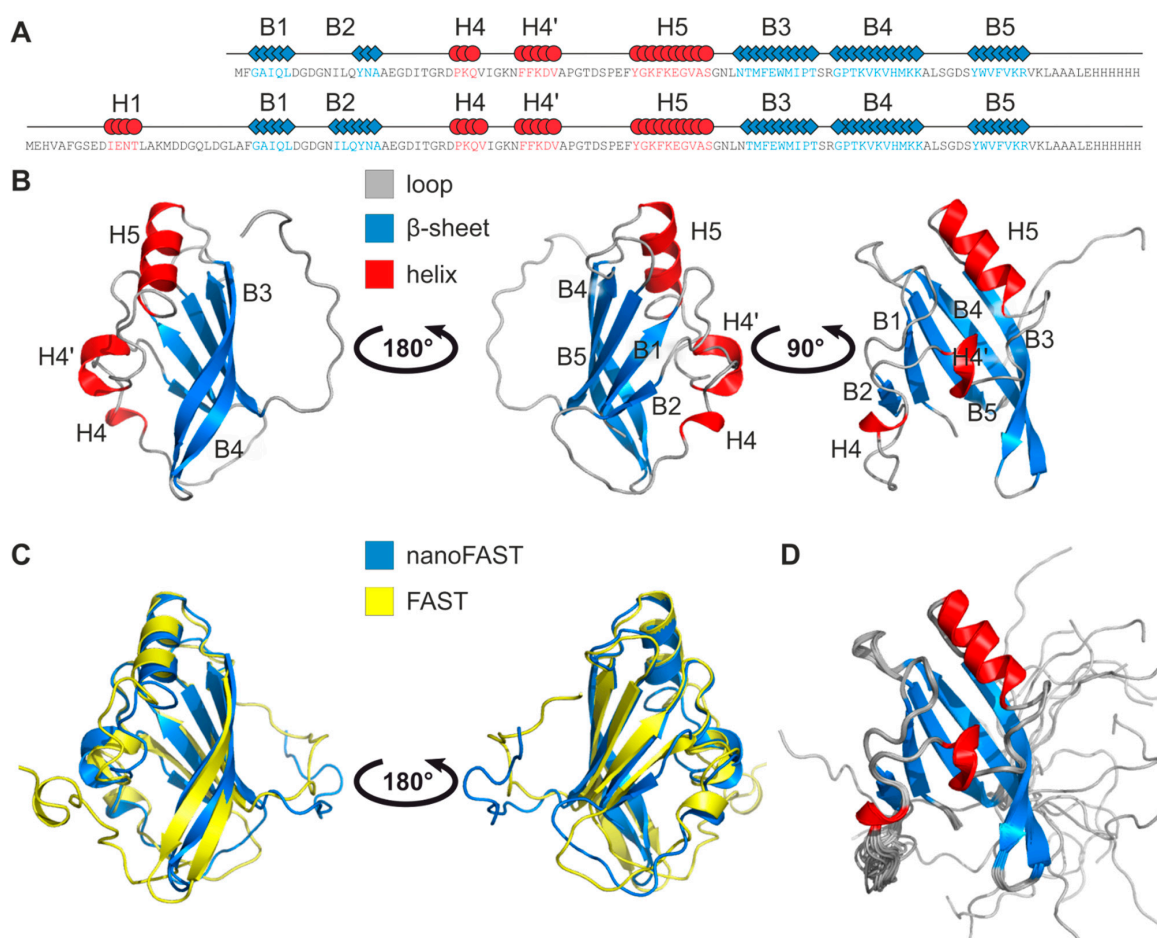 A
B1 B2 H4 H4' H5 B3 B4 B5
MFGAIQLDGDGNILQYNAAEGDITGRDPKQVIGKNFFKDVAPGTDSPEFYGKFKEGVASGNLNTMFEWMIPTSRGPTKVKVHMKKALSGDSYWVFVKRVKLAAALEHHHHHH
H1 B1 B2 H4 H4' H5 B3 B4 B5
MEHVAFGSEDIENTLAKMDDGQLDGLAFGAIQLDGDGNILQYNAAEGDITGRDPKQVIGKNFFKDVAPGTDSPEFYGKFKEGVASGNLNTMFEWMIPTSRGPTKVKVHMKKALSGDSYWVFVKRVKLAAALEHHHHHH
B
loop
β-sheet
helix
H5
B3
H4'
H4
B4
180°
H5
B4
H4'
B5
B1
B2
H4
90°
H5
B1
B4
B3
H4'
B2
B5
H4
C
nanoFAST
FAST
180°
D